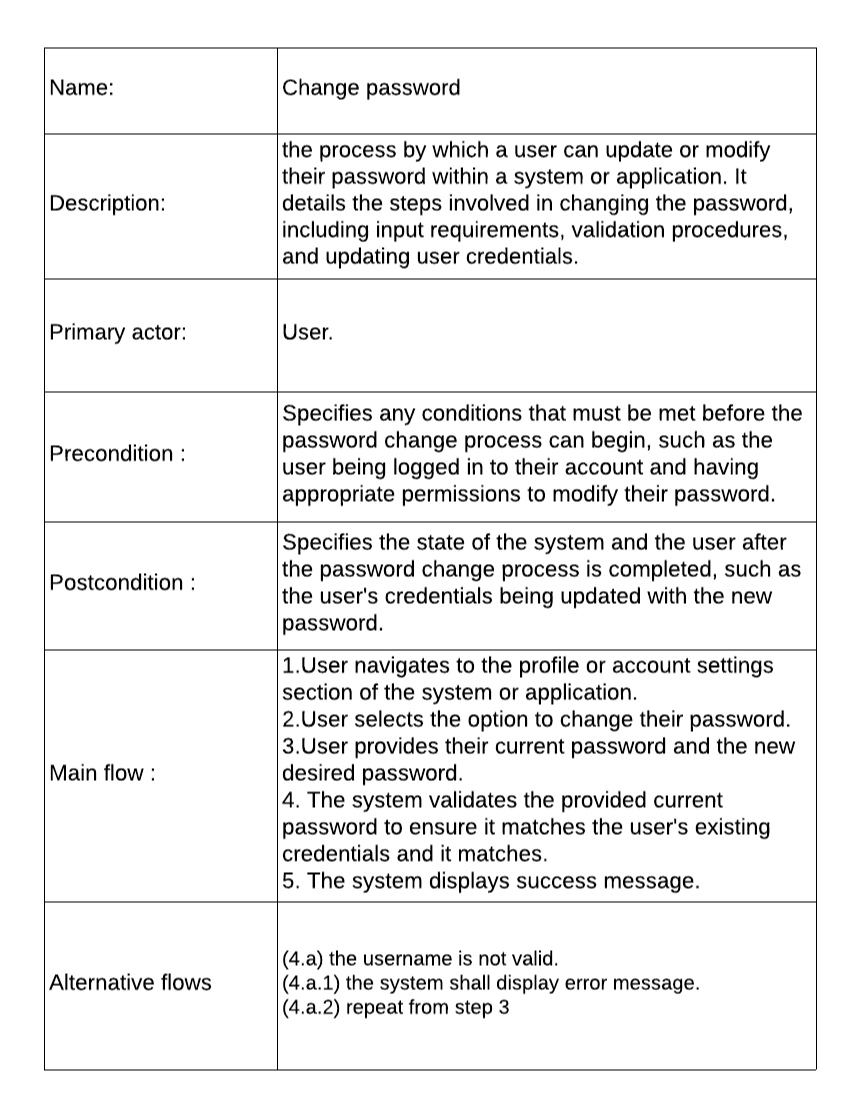 Name:
Change password
Description:
the process by which a user can update or modify
their password within a system or application. It
details the steps involved in changing the password,
including input requirements, validation procedures,
and updating user credentials.
Primary actor:
User.
Precondition :
Specifies any conditions that must be met before the
password change process can begin, such as the
user being logged in to their account and having
appropriate permissions to modify their password.
Postcondition :
Specifies the state of the system and the user after
the password change process is completed, such as
the user's credentials being updated with the new
password.
Main flow :
1.User navigates to the profile or account settings
section of the system or application.
2.User selects the option to change their password.
3.User provides their current password and the new
desired password.
4. The system validates the provided current
password to ensure it matches the user's existing
credentials and it matches.
5. The system displays success message.
Alternative flows
(4.a) the username is not valid.
(4.a.1) the system shall display error message.
(4.a.2) repeat from step 3